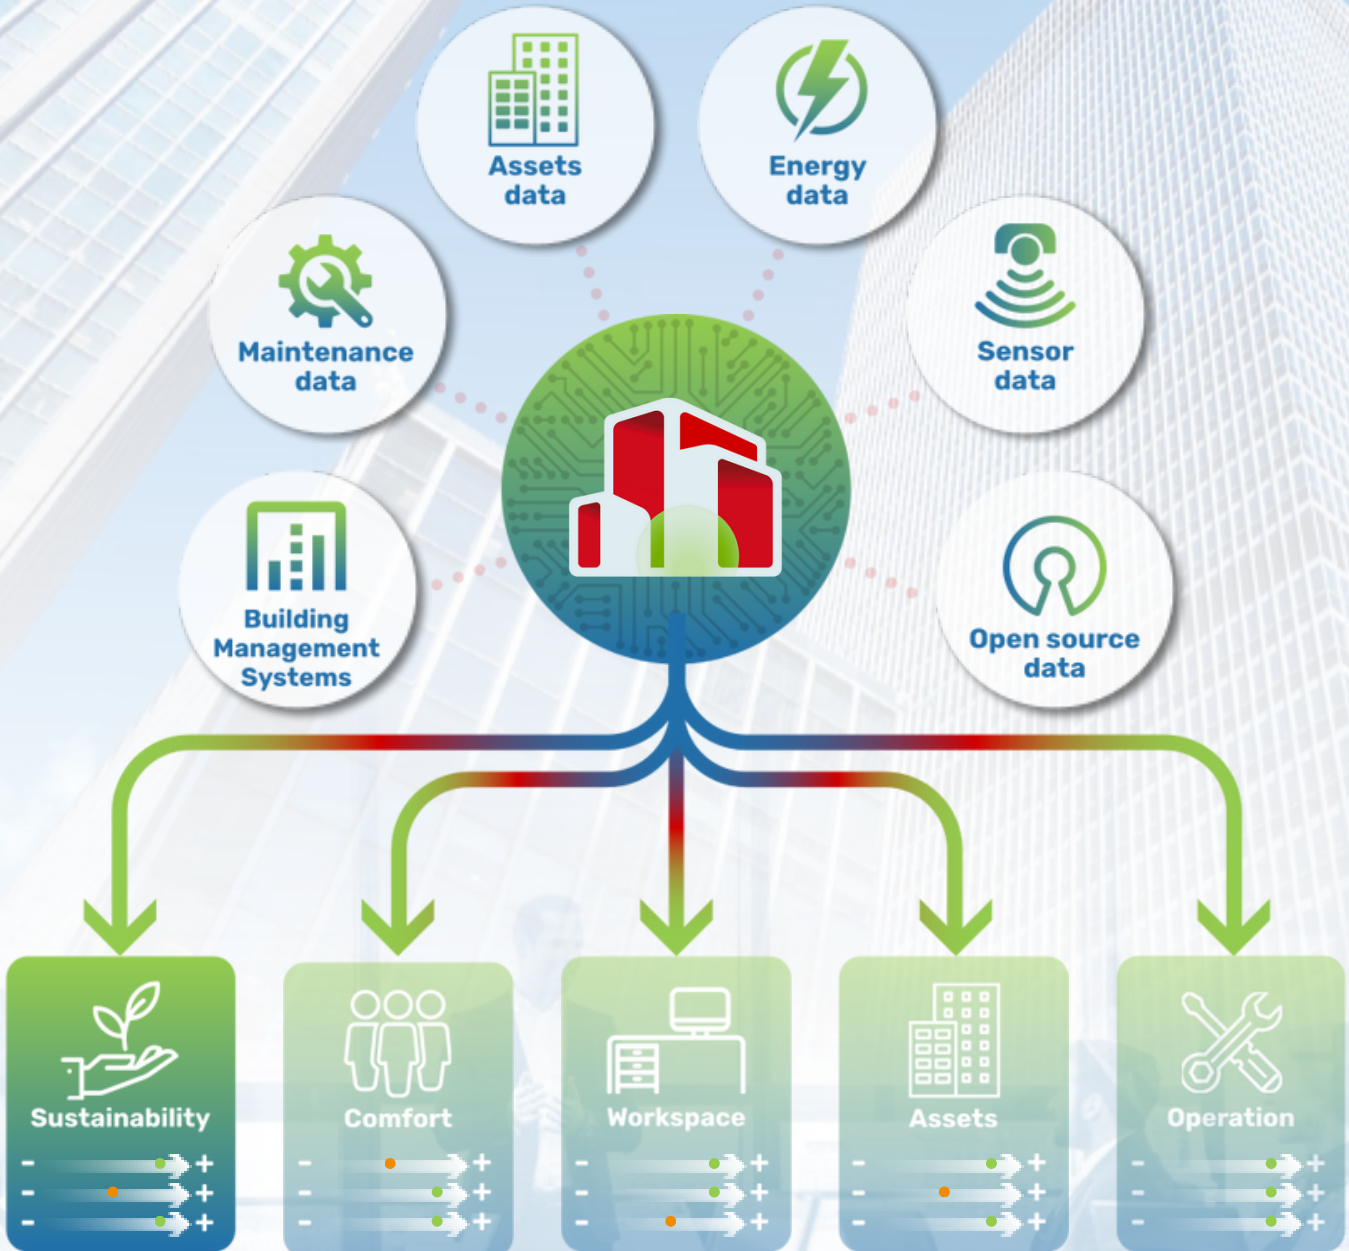 Assets
data
Energy
data
Maintenance
data
Sensor
data
Building
Management
Systems
Open source
data
Sustainability
- +
- +
- +
Comfort
- +
- +
- +
Workspace
- +
- +
- +
Assets
- +
- +
- +
Operation
- +
- +
- +